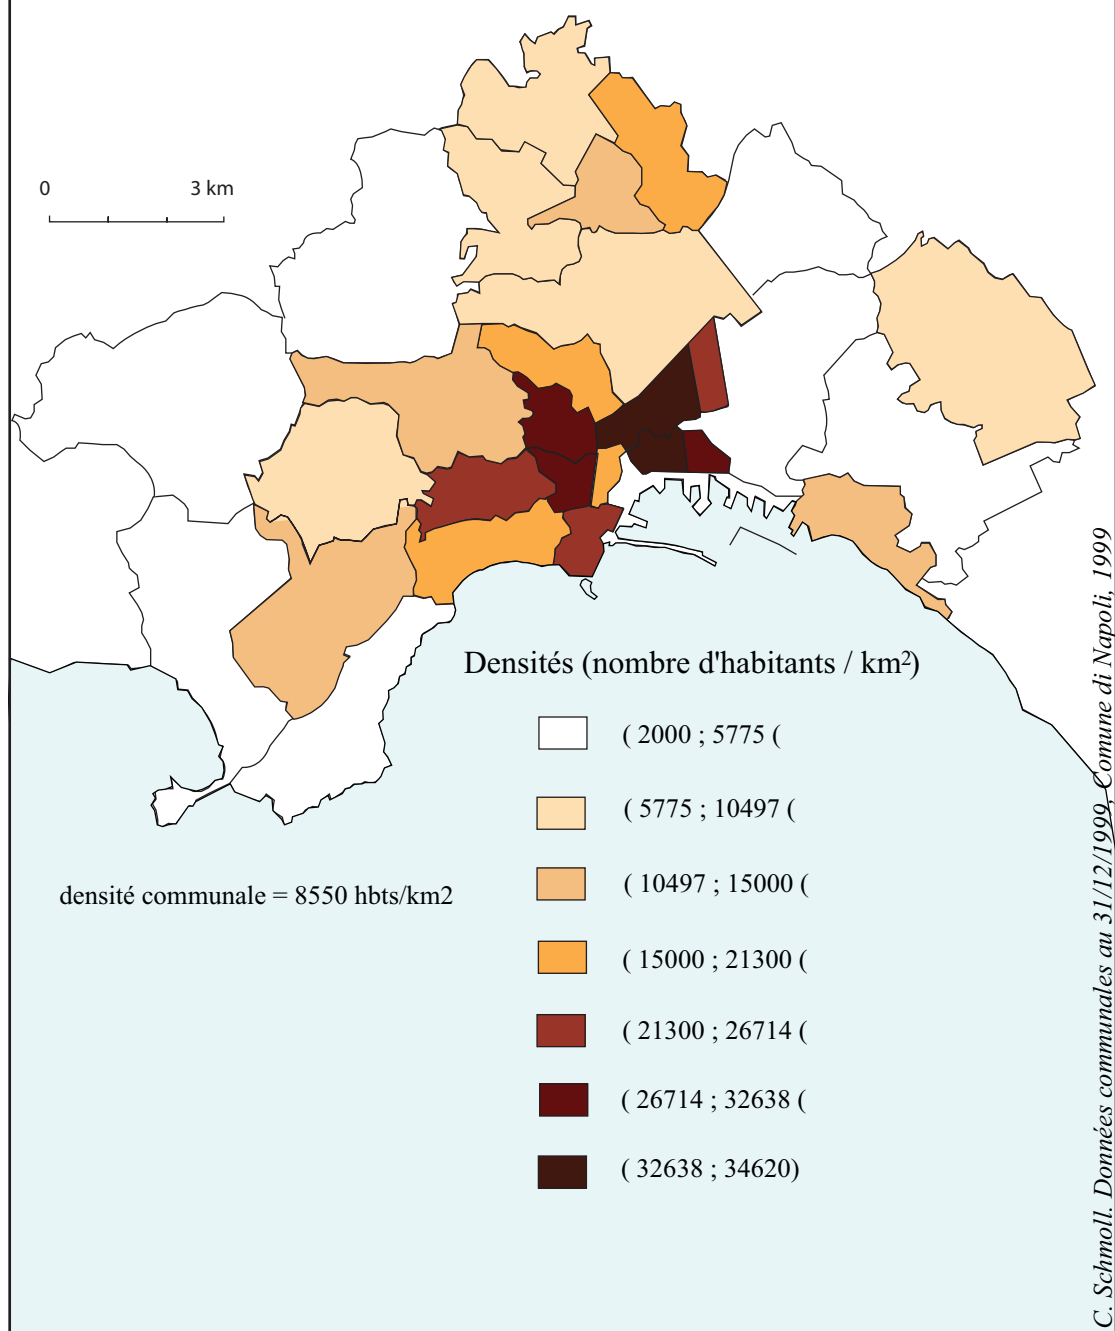 0 3 km
Densités (nombre d'habitants / km²)
( 2000 ; 5775 (
( 5775 ; 10497 (
( 10497 ; 15000 (
densité communale = 8550 hbts/km2
( 15000 ; 21300 (
( 21300 ; 26714 (
( 26714 ; 32638 (
( 32638 ; 34620)
C. Schmoll. Données communales au 31/12/1999, Comune di Napoli, 1999